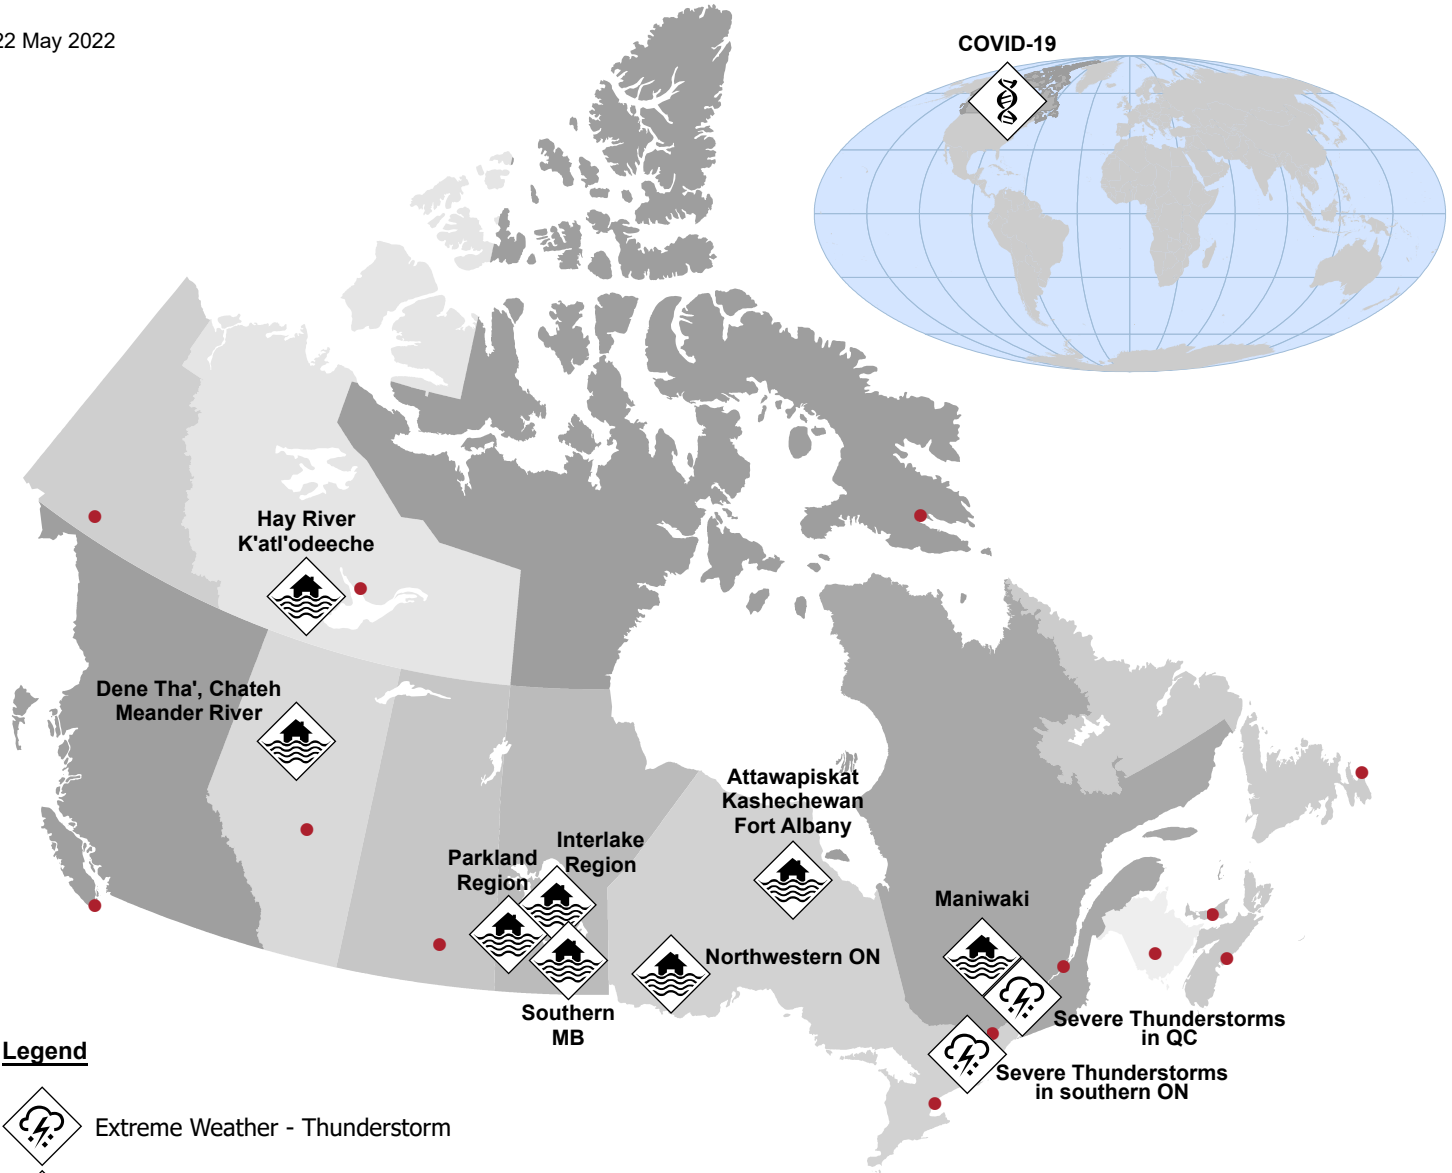 22 May 2022
COVID-19
Hay River
K'atl'odeeche
Dene Tha', Chateh
Meander River
Attawapiskat
Kashechewan
Fort Albany
Interlake
Region
Parkland
Region
Maniwaki
Northwestern ON
Southern
MB
Severe Thunderstorms
in QC
Severe Thunderstorms
in southern ON
Legend
Extreme Weather - Thunderstorm